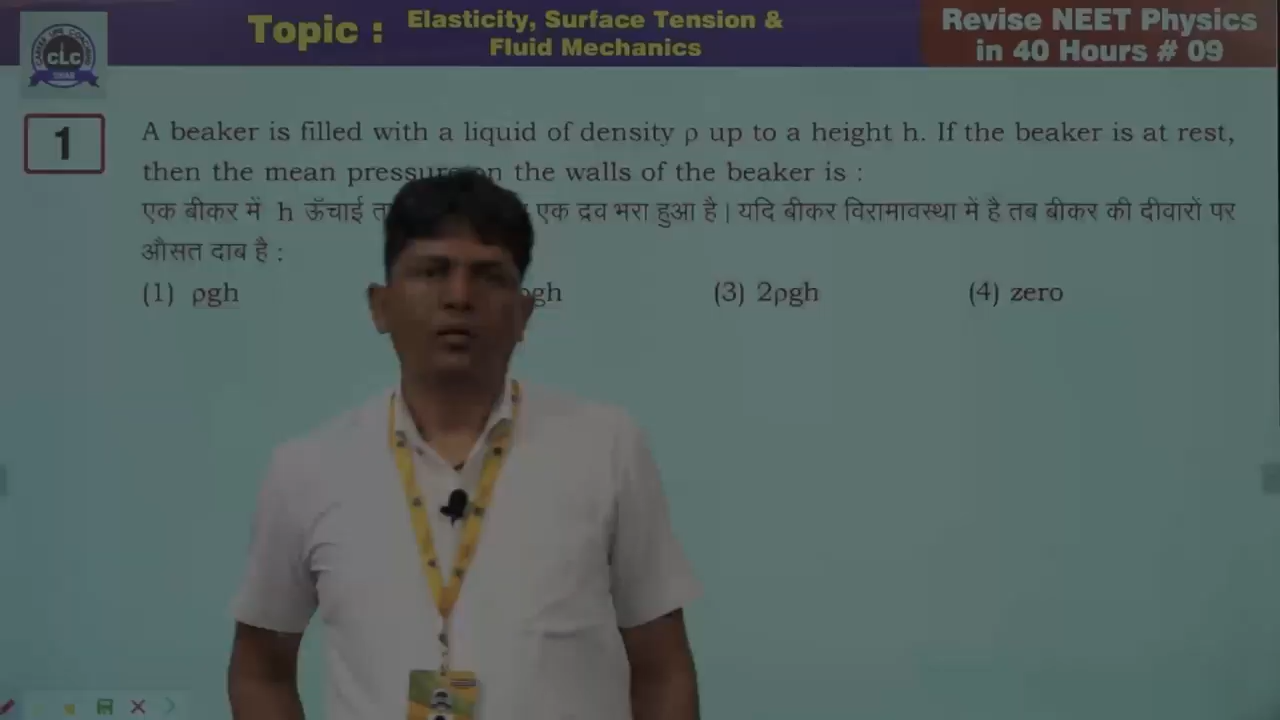 Topic :
Elasticity, Surface Tension &
Fluid Mechanics
Revise NEET Physics
in 40 Hours # 09
CLC
1
A beaker is filled with a liquid of density ρ up to a height h. If the beaker is at rest,
then the mean pressure on the walls of the beaker is :
एक बीकर में h ऊँचाई एक द्रव भरा हुआ है | यदि बीकर विरामावस्था में है तब बीकर की दीवारों पर
औसत दाब है :
(1) ρgh ρgh (3) 2ρgh (4) zero